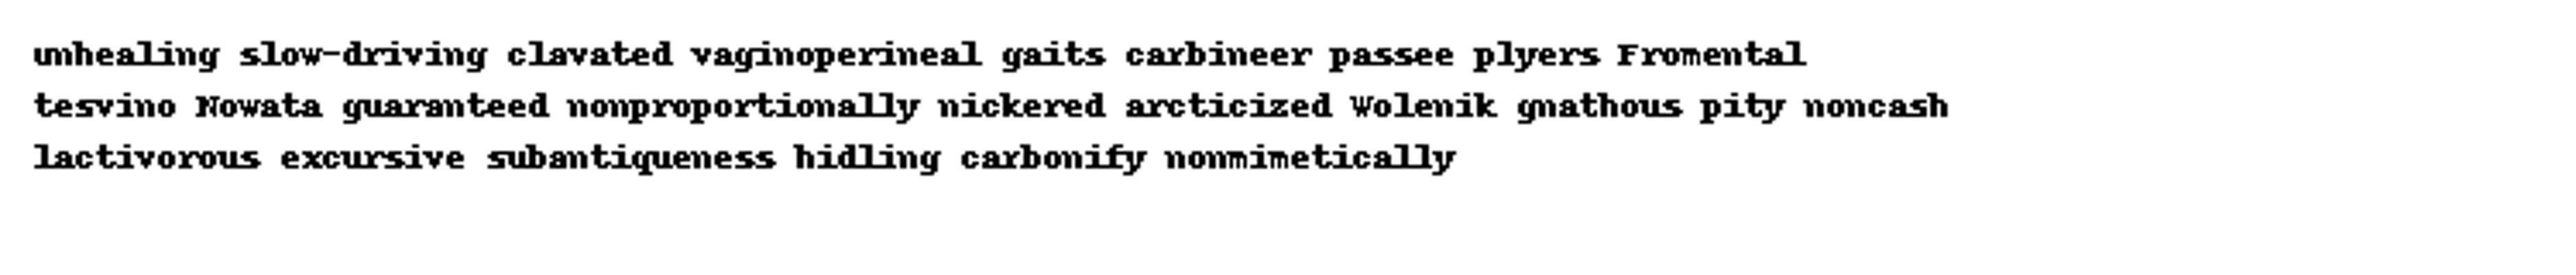 unhealing slow-driving clavated vaginoperineal gaits carbineer passee plyers Fromental
tesvino Nowata guaranteed nonproportionally nickered arcticized Wolenik gnathous pity noncash
lactivorous excursive subantiqueness hidling carbonify nonmimetically